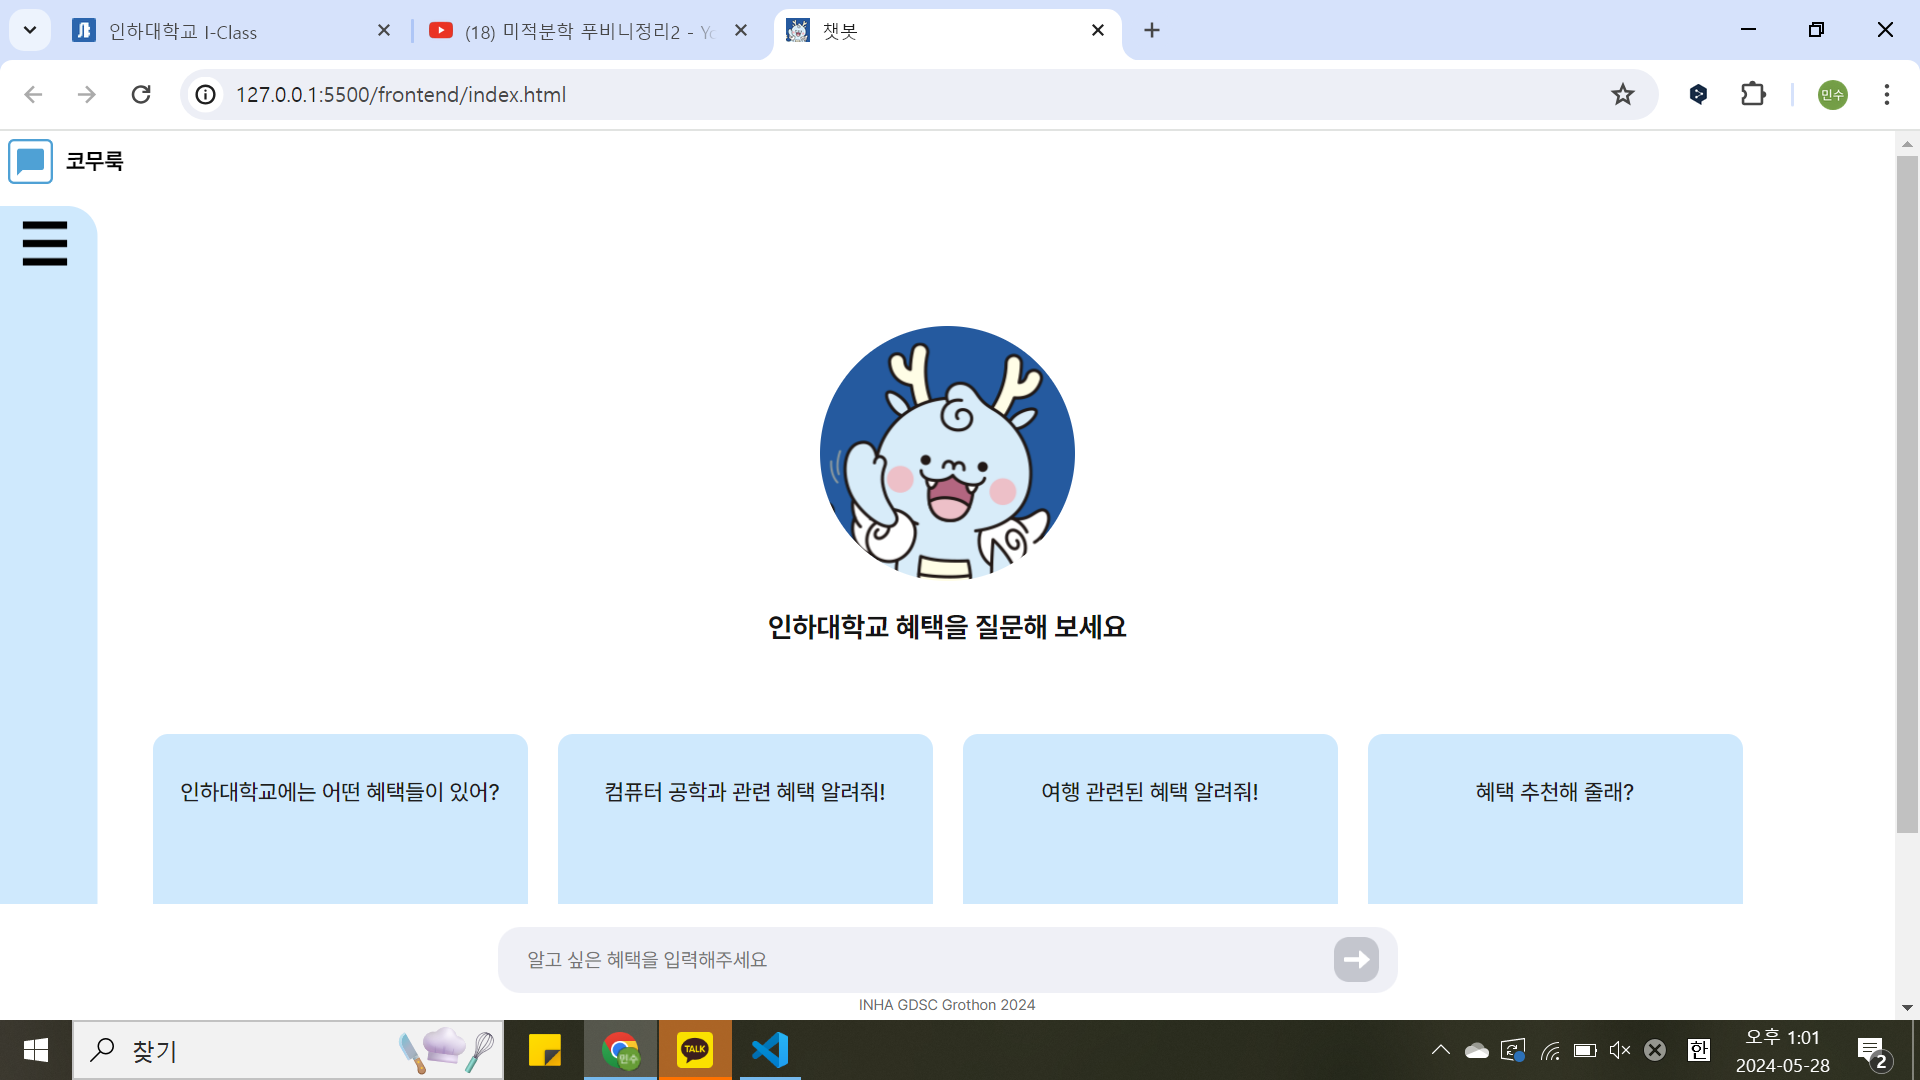 인하대학교 I-Class
(18) 미적분학 푸비니정리2 -
챗봇
127.0.0.1:5500/frontend/index.html
민수
코무룩
인하대학교 혜택을 질문해 보세요
인하대학교에는 어떤 혜택들이 있어?
컴퓨터 공학과 관련 혜택 알려줘!
여행 관련된 혜택 알려줘!
혜택 추천해 줄래?
알고 싶은 혜택을 입력해주세요
INHA GDSC Grothon 2024
찾기
민수
TALK
한
오후 1:01
2024-05-28
2